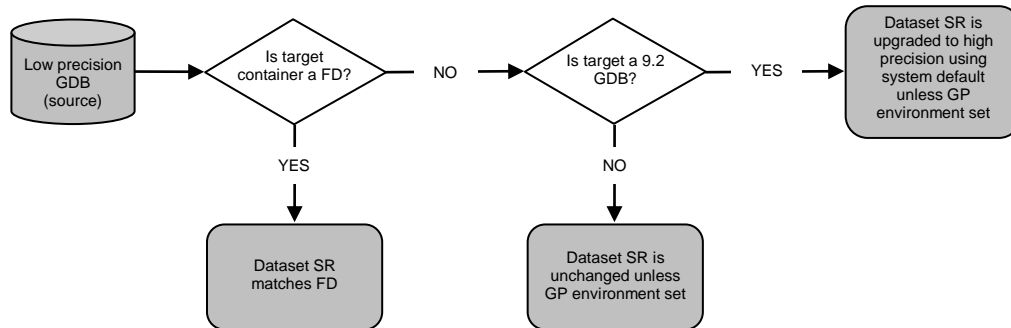 Low precision
GDB
(source)
Is target
container a FD?
NO
Is target a 9.2
GDB?
YES
Dataset SR is
upgraded to high
precision using
system default
unless GP
environment set
YES
NO
Dataset SR
matches FD
Dataset SR is
unchanged unless
GP environment set